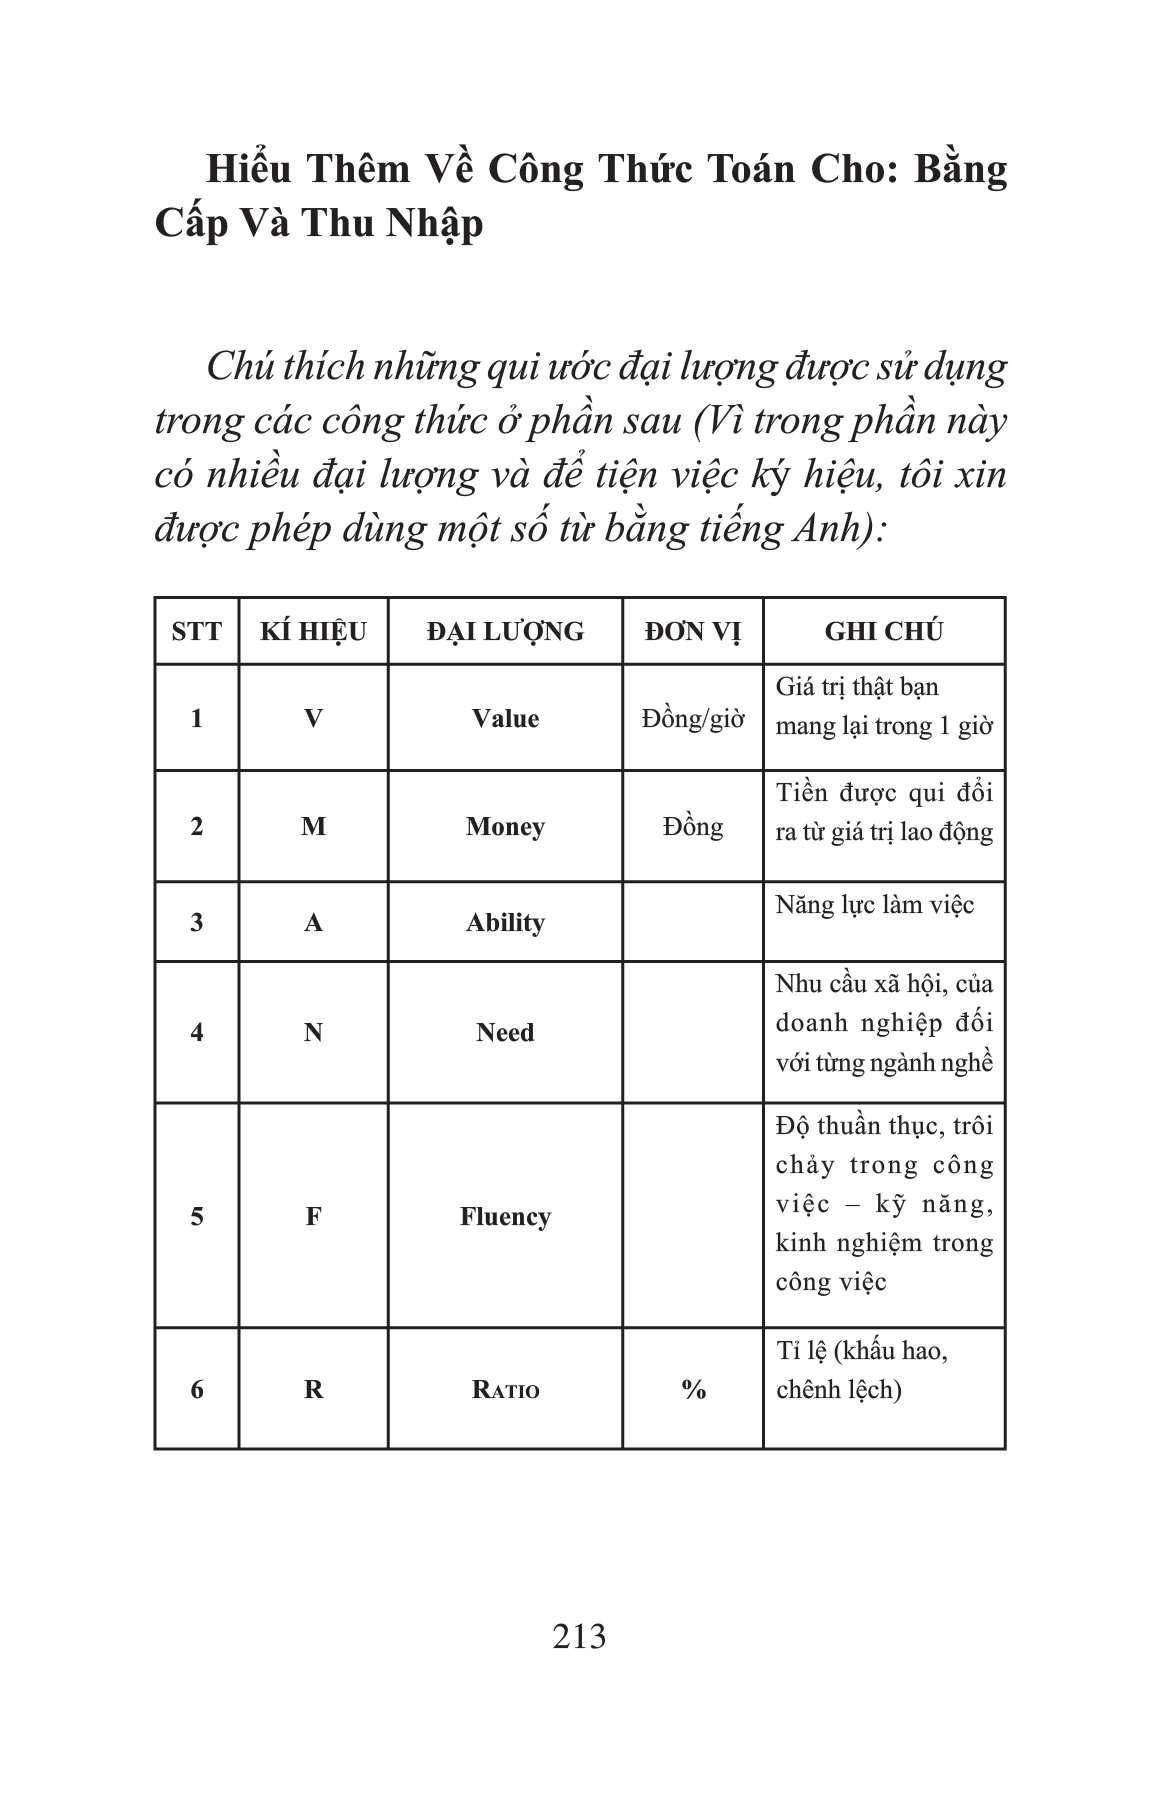 Hiểu Thêm Về Công Thức Toán Cho: Bằng
Cấp Và Thu Nhập
Chú thích những qui ước đại lượng được sử dụng
trong các công thức ở phần sau (Vì trong phần này
có nhiều đại lượng và để tiện việc ký hiệu, tôi xin
được phép dùng một số từ bằng tiếng Anh):
STT KÍ HIỆU ĐẠI LƯỢNG ĐƠN VỊ GHI CHÚ
1 V Value Đồng/giờ Giá trị thật bạn
mang lại trong 1 giờ
2 M Money Đồng Tiền được qui đổi
ra từ giá trị lao động
3 A Ability Năng lực làm việc
4 N Need Nhu cầu xã hội, của
doanh nghiệp đối
với từng ngành nghề
5 F Fluency Độ thuần thục, trôi
chảy trong công
việc – kỹ năng,
kinh nghiệm trong
công việc
6 R RATIO % Tỉ lệ (khấu hao,
chênh lệch)
213